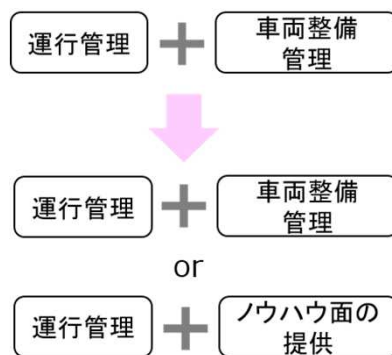 運行管理
車両整備
管理
運行管理
車両整備
管理
or
運行管理
ノウハウ面の
提供